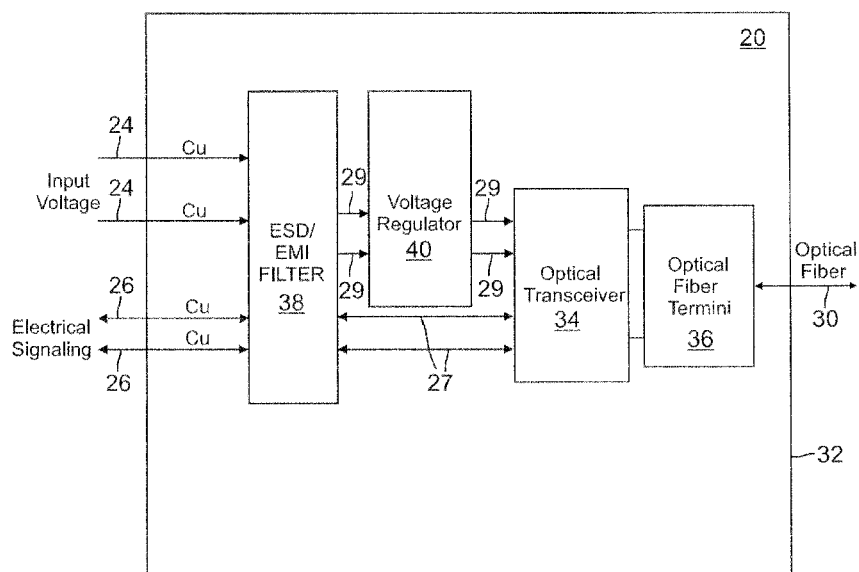 20
24
Cu
Input
Voltage
24
Cu
29
29
Voltage
Regulator
40
29
29
ESD/
EMI
FILTER
38
Optical
Transceiver
34
Optical
Fiber
Termini
36
Optical
Fiber
30
26
Cu
Electrical
Signaling
26
Cu
27
32